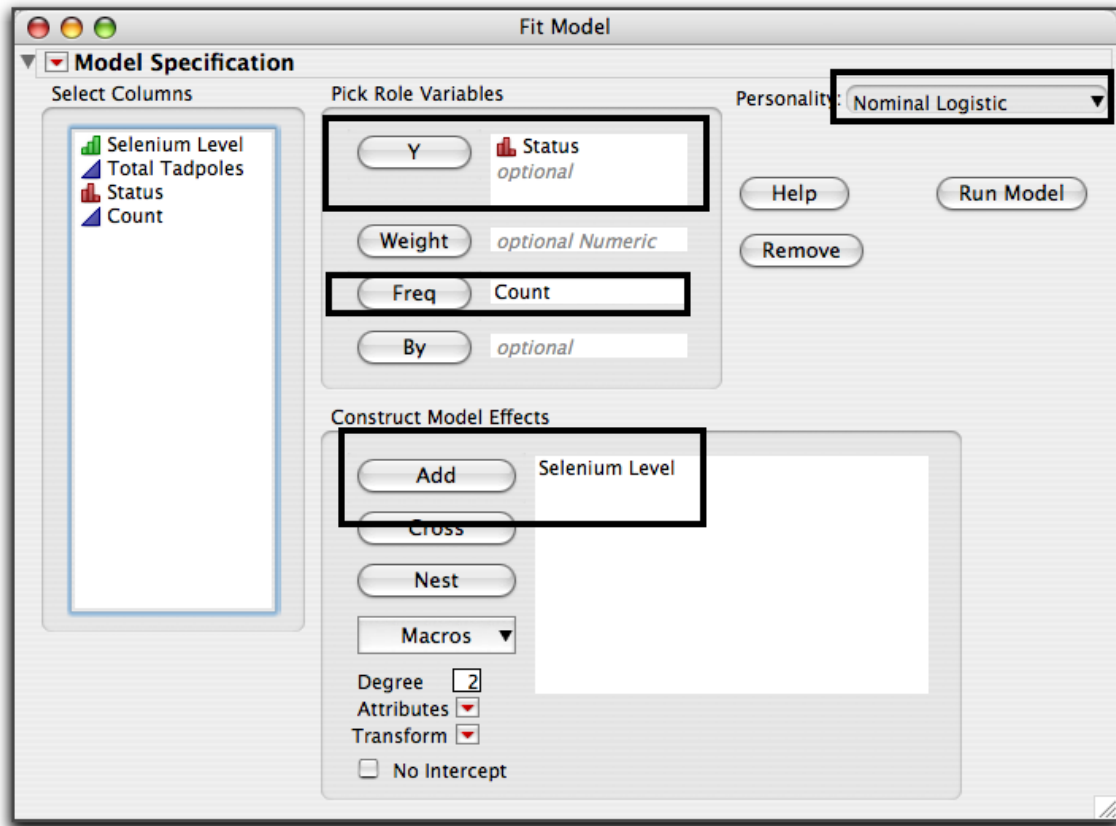 Fit Model
Model Specification
Select Columns
Selenium Level
Total Tadpoles
Status
Count
Pick Role Variables
Y
Status
optional
Weight
optional Numeric
Freq
Count
By
optional
Personality:
Nominal Logistic
Help
Run Model
Remove
Construct Model Effects
Add
Selenium Level
Cross
Nest
Macros
Degree 2
Attributes
Transform
No Intercept